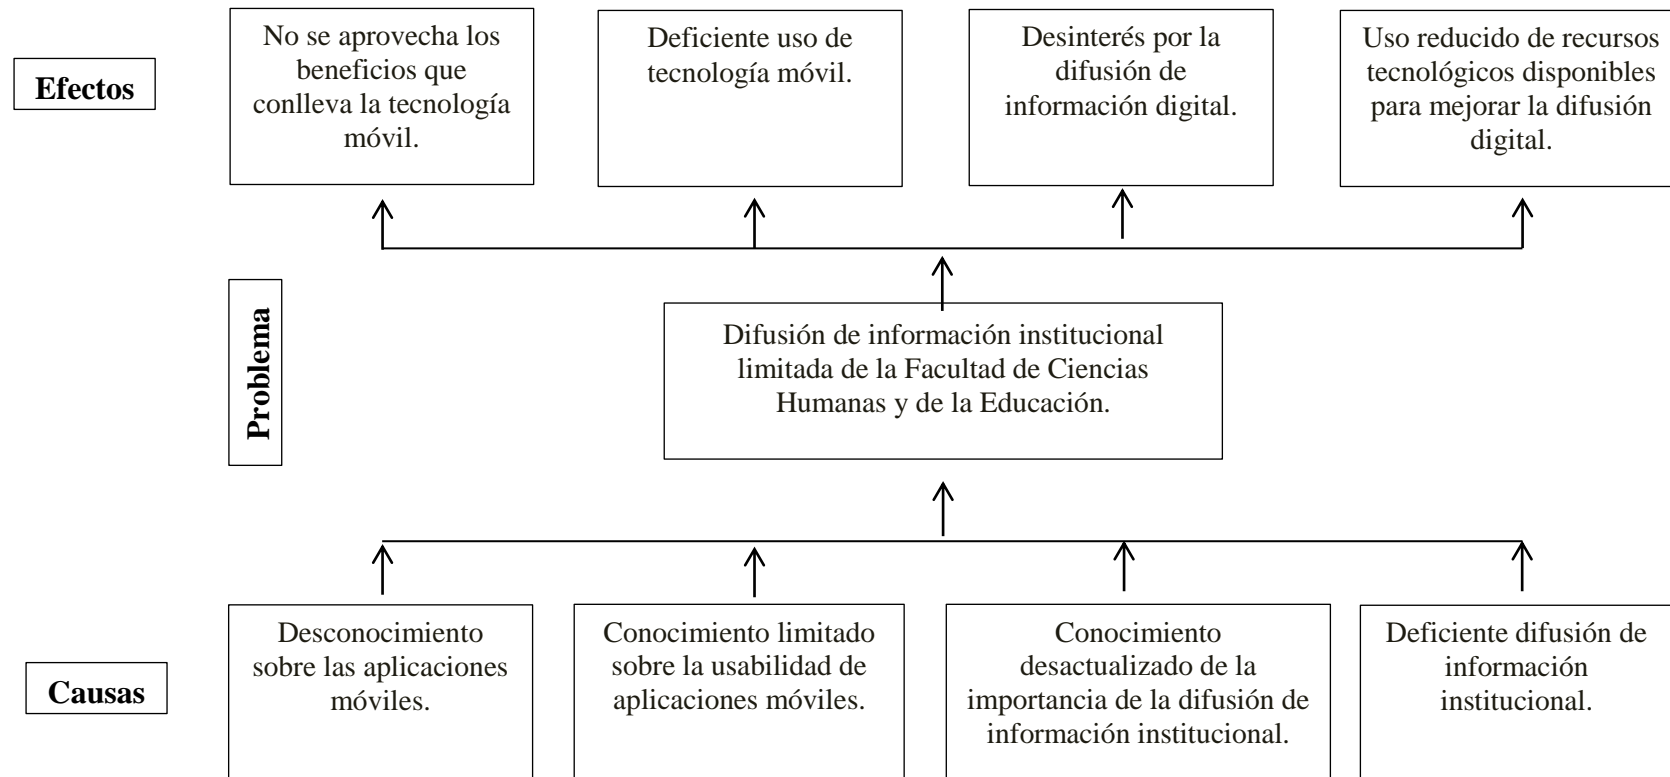 Efectos
No se aprovecha los
beneficios que
conlleva la tecnología
móvil.
Deficiente uso de
tecnología móvil.
Desinterés por la
difusión de
información digital.
Uso reducido de recursos
tecnológicos disponibles
para mejorar la difusión
digital.
Problema
Difusión de información institucional
limitada de la Facultad de Ciencias
Humanas y de la Educación.
Causas
Desconocimiento
sobre las aplicaciones
móviles.
Conocimiento limitado
sobre la usabilidad de
aplicaciones móviles.
Conocimiento
desactualizado de la
importancia de la difusión de
información institucional.
Deficiente difusión de
información
institucional.